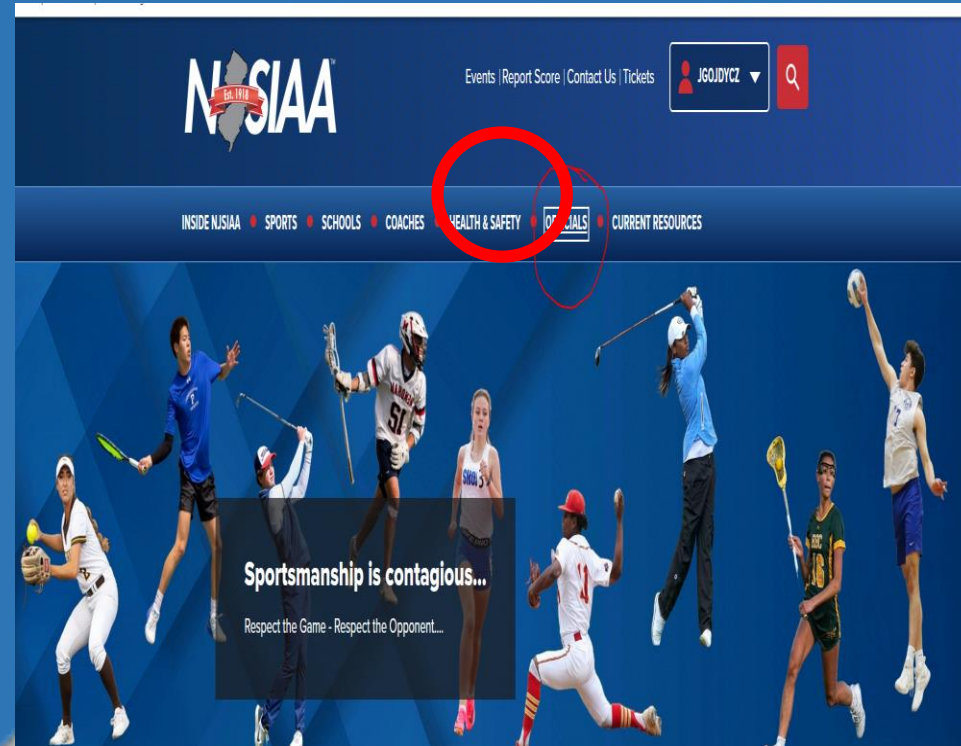 NJSIAA
Est. 1918
Events | Report Score | Contact Us | Tickets
JGOJDYCZ
INSIDE NJSIAA • SPORTS • SCHOOLS • COACHES • HEALTH & SAFETY • OFFICIALS • CURRENT RESOURCES
Sportsmanship is contagious...
Respect the Game - Respect the Opponent....